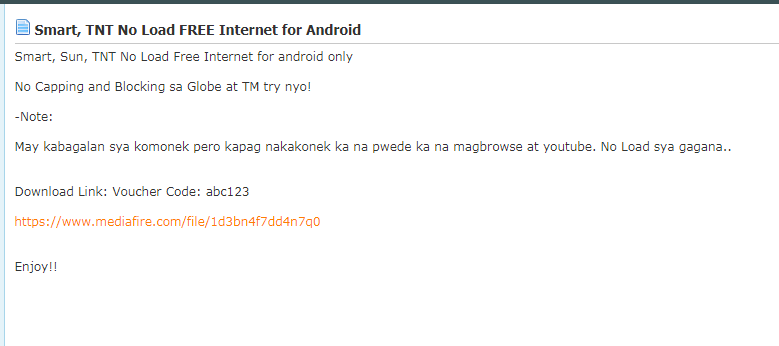 Smart, TNT No Load FREE Internet for Android
Smart, Sun, TNT No Load Free Internet for android only
No Capping and Blocking sa Globe at TM try nyo!
-Note:
May kabagalan sya komonek pero kapag nakakonek ka na pwede ka na magbrowse at youtube. No Load sya gagana..
Download Link: Voucher Code: abc123
https://www.mediafire.com/file/1d3bn4f7dd4n7q0
Enjoy!!